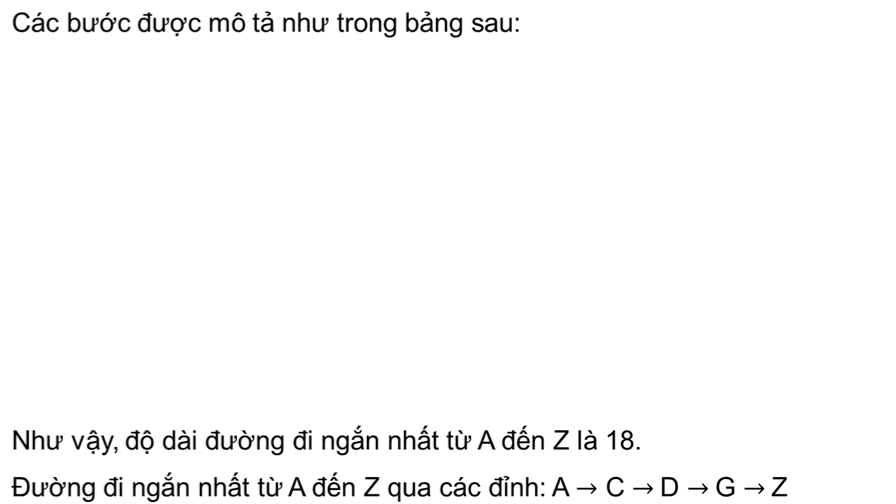 Các bước được mô tả như trong bảng sau:
Như vậy, độ dài đường đi ngắn nhất từ A đến Z là 18.
Đường đi ngắn nhất từ A đến Z qua các đỉnh: A → C → D → G → Z